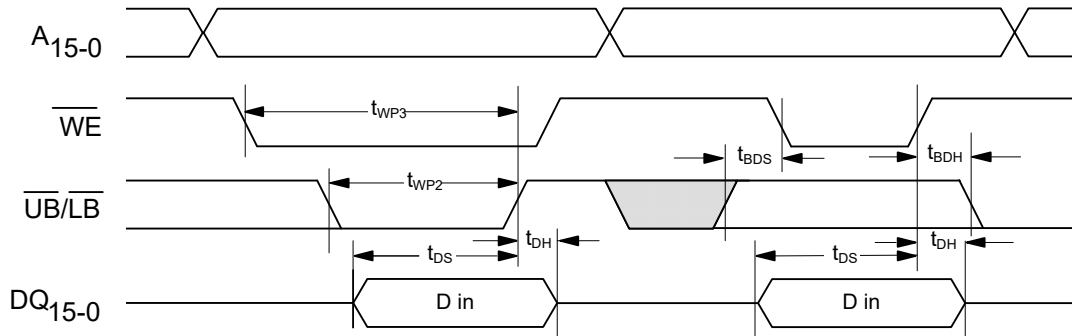 A15-0
WE
tWP3
tBDS
tBDH
UB/LB
tWP2
tDH
tDH
tDS
tDS
DQ15-0
D in
D in